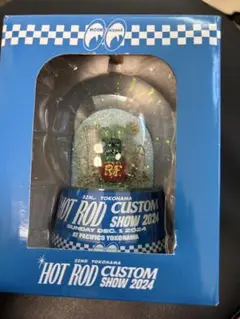 MOON
R.F.
32ND YOKOHAMA
HOT ROD CUSTOM
SHOW 2024
SUNDAY DEC. 1 2024
AT PACIFICO YOKOHAMA
32ND YOKOHAMA
HOT ROD CUSTOM
SHOW 2024